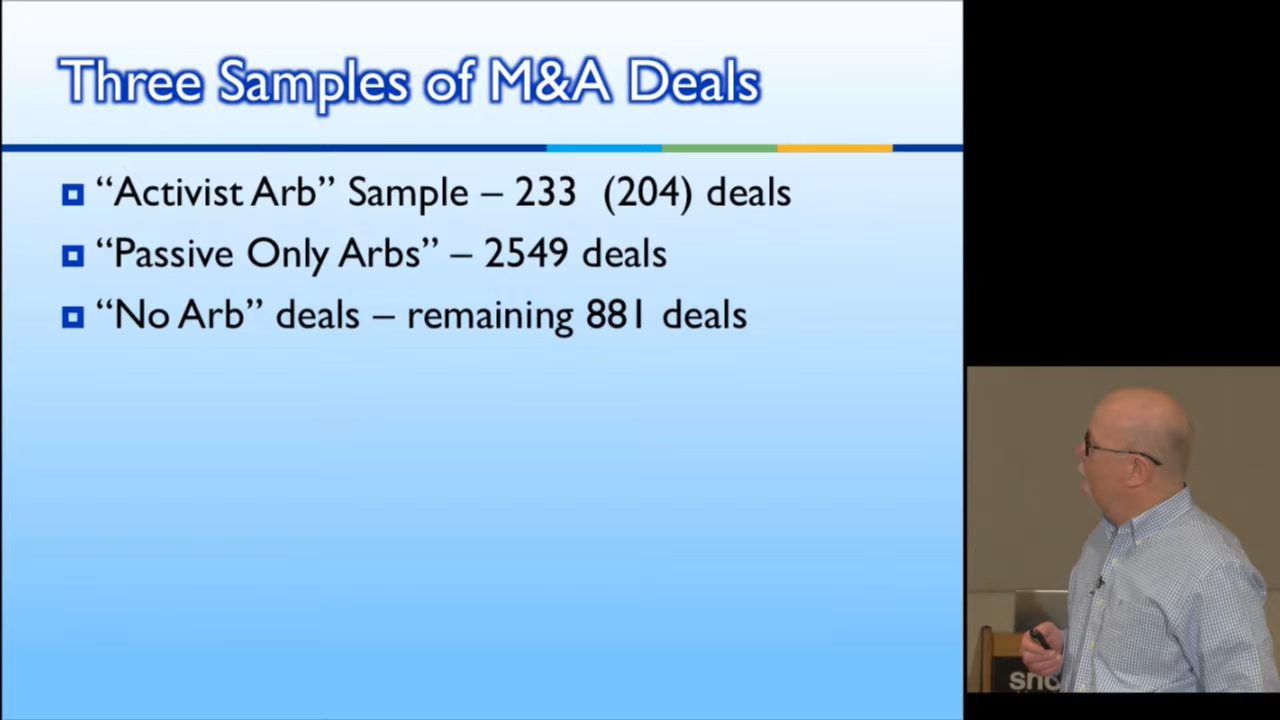 Three Samples of M&A Deals
“Activist Arb” Sample – 233 (204) deals
“Passive Only Arbs” – 2549 deals
“No Arb” deals – remaining 881 deals